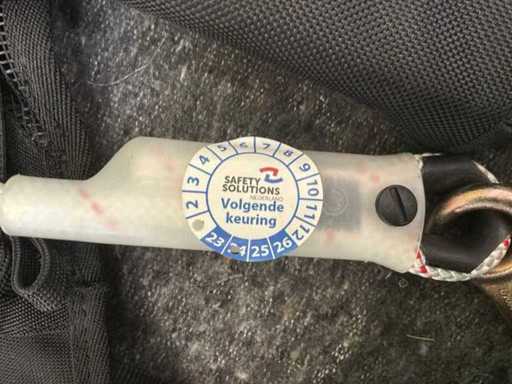 2 3 4 5 6 7 8 9 10 11 12
SAFETY
SOLUTIONS
NEDERLAND
Volgende
keuring
23 24 25 26